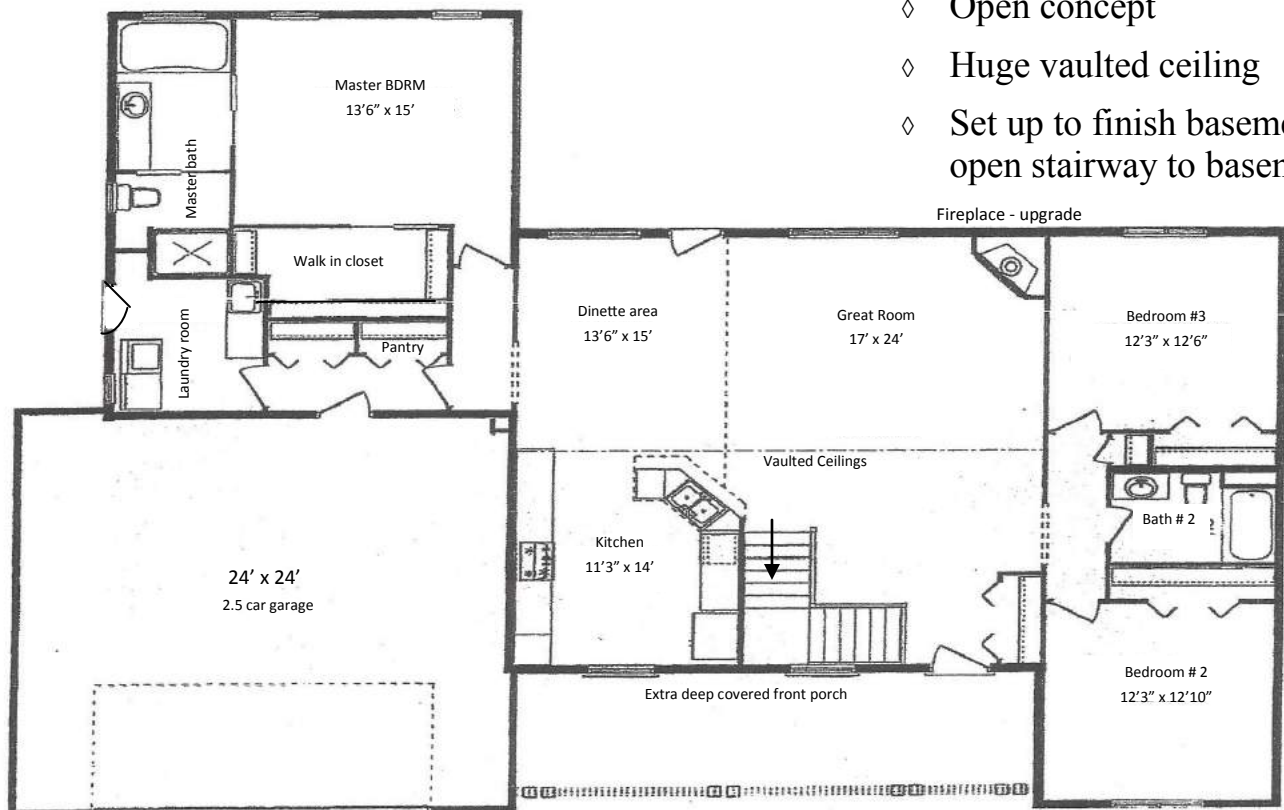 ◊ Open concept
◊ Huge vaulted ceiling
◊ Set up to finish
open stairway to
Fireplace - upgrade
Master BDRM
13’6” x 15’
Master bath
Walk in closet
Laundry room
Pantry
Dinette area
13’6” x 15’
Great Room
17’ x 24’
Bedroom #3
12’3” x 12’6”
Vaulted Ceilings
Kitchen
11’3” x 14’
Bath # 2
24’ x 24’
2.5 car garage
Extra deep covered front porch
Bedroom # 2
12’3” x 12’10”